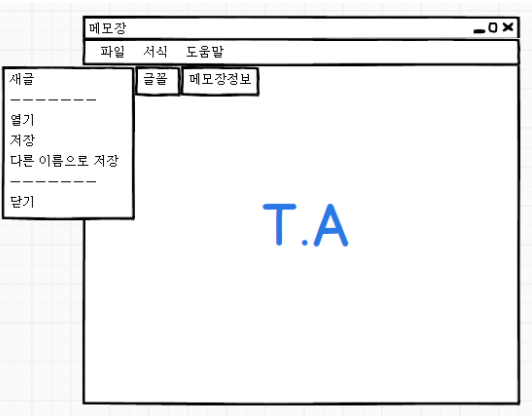 메모장
파일 서식 도움말
새글 글꼴 메모장정보
－－－－－－－
열기
저장
다른 이름으로 저장
－－－－－－－
닫기
T.A